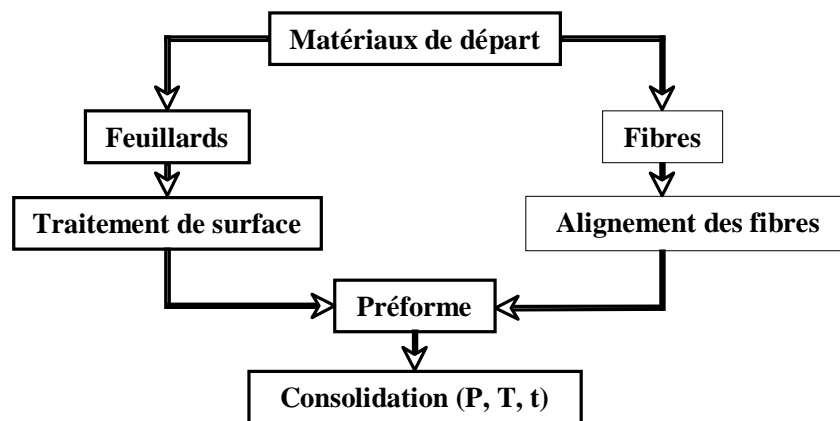 Matériaux de départ
Feuillards
Fibres
Traitement de surface
Alignement des fibres
Préforme
Consolidation (P, T, t)